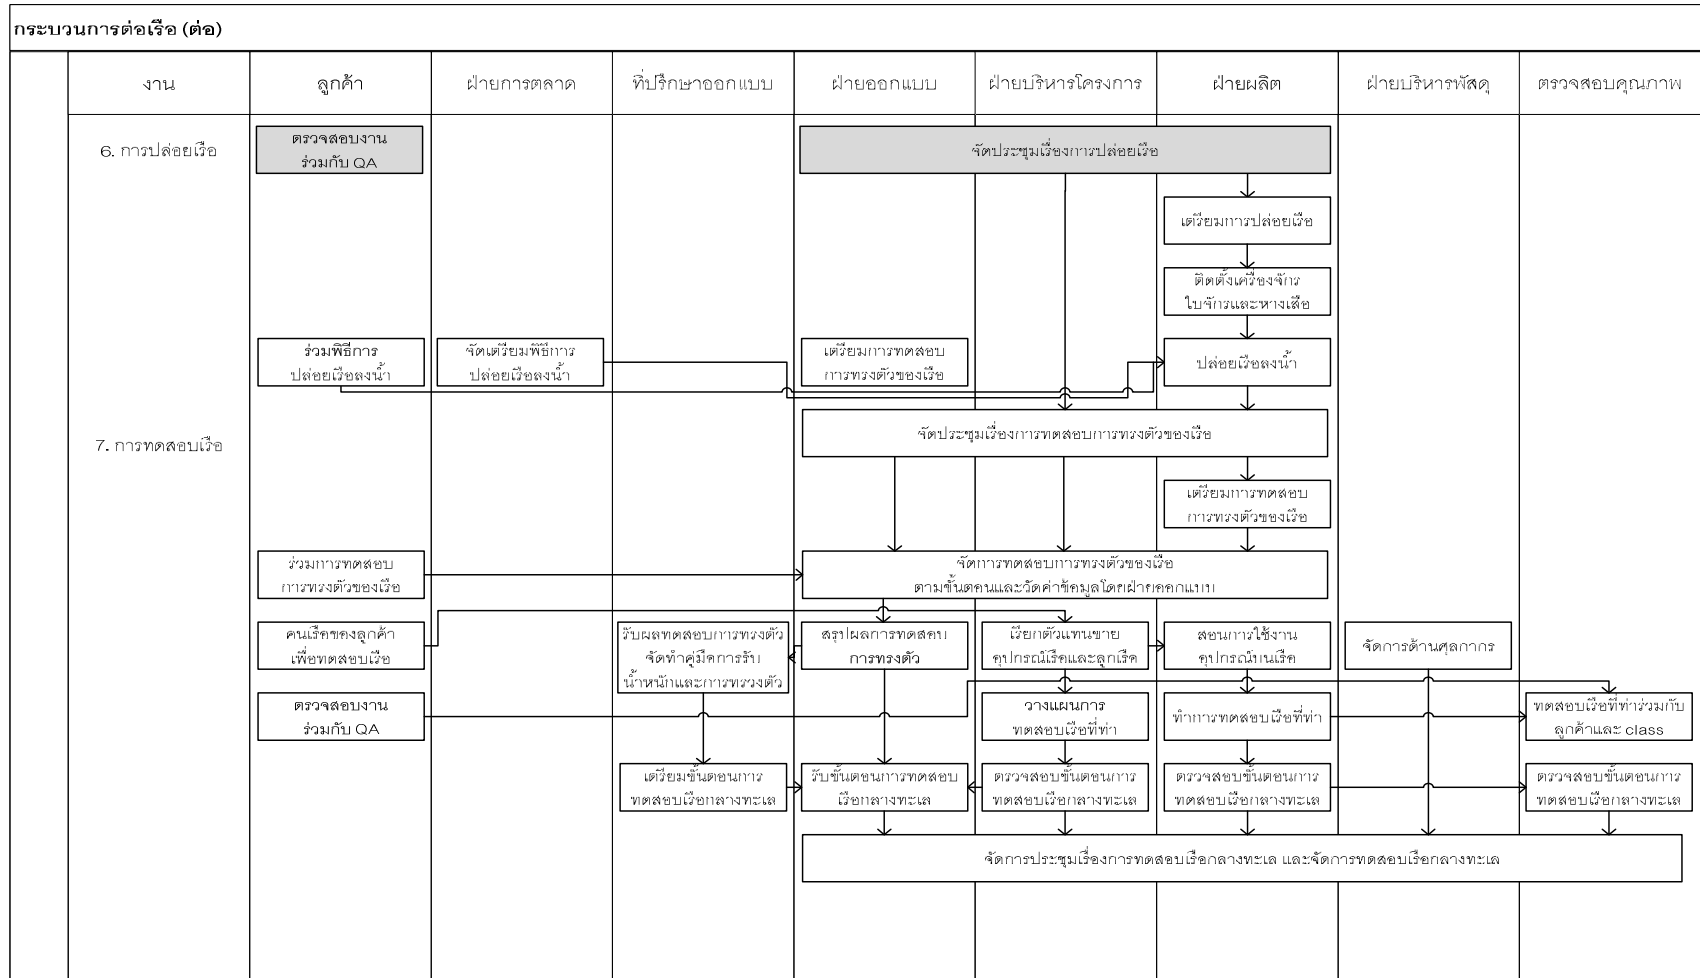 กระบวนการต่อเรือ (ต่อ)
งาน
ลูกค้า
ฝ่ายการตลาด
ที่ปรึกษาออกแบบ
ฝ่ายออกแบบ
ฝ่ายบริหารโครงการ
ฝ่ายผลิต
ฝ่ายบริหารพัสดุ
ตรวจสอบคุณภาพ
6. การปล่อยเรือ
ตรวจสอบงาน
ร่วมกับ QA
จัดประชุมเรื่องการปล่อยเรือ
เตรียมการปล่อยเรือ
ติดตั้งเครื่องจักร
ใบจักรและหางเสือ
ร่วมพิธีการ
ปล่อยเรือลงน้ำ
จัดเตรียมพิธีการ
ปล่อยเรือลงน้ำ
เตรียมการทดสอบ
การทรงตัวของเรือ
ปล่อยเรือลงน้ำ
7. การทดสอบเรือ
จัดประชุมเรื่องการทดสอบการทรงตัวของเรือ
เตรียมการทดสอบ
การทรงตัวของเรือ
ร่วมการทดสอบ
การทรงตัวของเรือ
จัดการทดสอบการทรงตัวของเรือ
ตามขั้นตอนและวัดค่าข้อมูลโดยฝ่ายออกแบบ
คนเรือของลูกค้า
เพื่อทดสอบเรือ
รับผลทดสอบการทรงตัว
จัดทำคู่มือการรับ
น้ำหนักและการทรวงตัว
สรุปผลการทดสอบ
การทรงตัว
เรียกตัวแทนขาย
อุปกรณ์เรือและลูกเรือ
สอนการใช้งาน
อุปกรณ์บนเรือ
จัดการด้านศุลกากร
ตรวจสอบงาน
ร่วมกับ QA
วางแผนการ
ทดสอบเรือที่ท่า
ทำการทดสอบเรือที่ท่า
ทดสอบเรือที่ท่าร่วมกับ
ลูกค้าและ class
เตรียมขั้นตอนการ
ทดสอบเรือกลางทะเล
รับขั้นตอนการทดสอบ
เรือกลางทะเล
ตรวจสอบขั้นตอนการ
ทดสอบเรือกลางทะเล
ตรวจสอบขั้นตอนการ
ทดสอบเรือกลางทะเล
ตรวจสอบขั้นตอนการ
ทดสอบเรือกลางทะเล
จัดการประชุมเรื่องการทดสอบเรือกลางทะเล และจัดการทดสอบเรือกลางทะเล